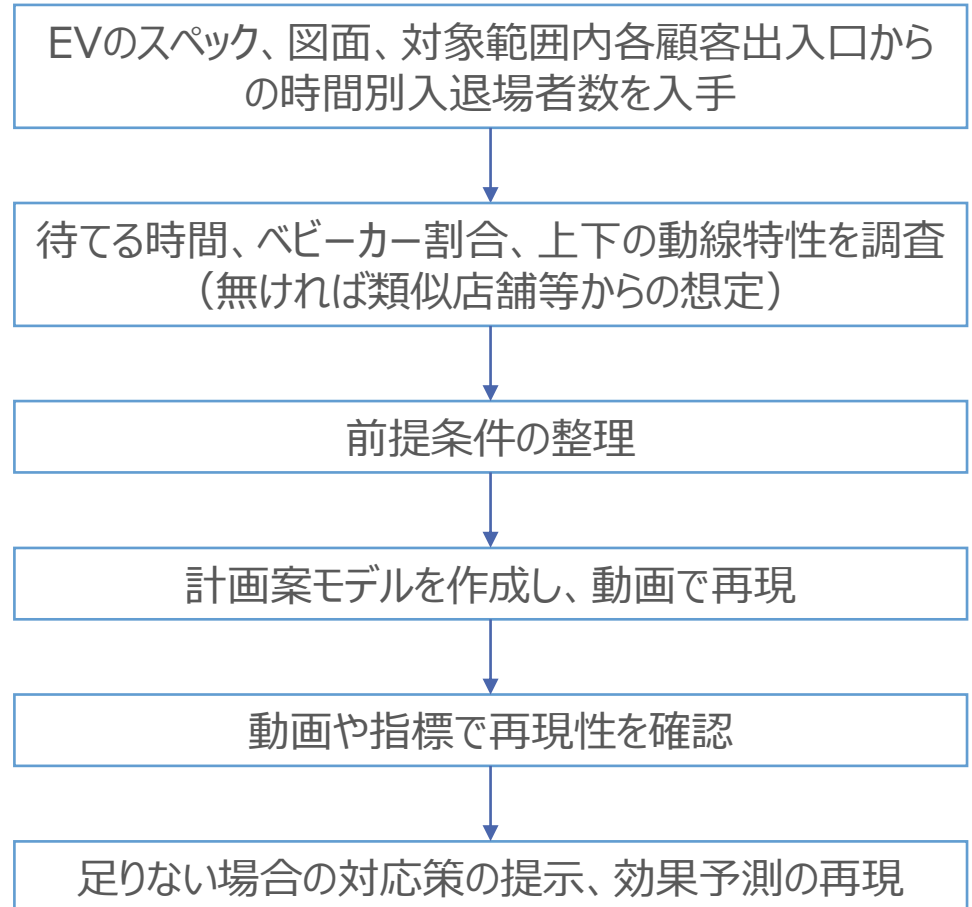 EVのスペック、図面、対象範囲内各顧客出入口から
の時間別入退場者数を入手
待てる時間、ベビーカー割合、上下の動線特性を調査
（無ければ類似店舗等からの想定）
前提条件の整理
計画案モデルを作成し、動画で再現
動画や指標で再現性を確認
足りない場合の対応策の提示、効果予測の再現